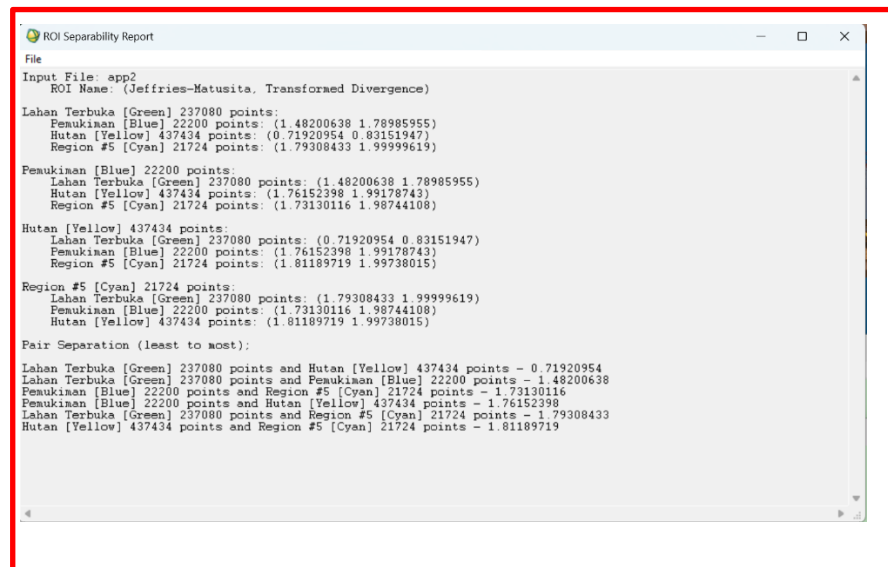 ROI Separability Report
File
Input File: app2
ROI Name: (Jeffries-Matusita, Transformed Divergence)
Lahan Terbuka [Green] 237080 points:
Pemukiman [Blue] 22200 points: (1.48200638 1.78985955)
Hutan [Yellow] 437434 points: (0.71920954 0.83151947)
Region #5 [Cyan] 21724 points: (1.79308433 1.99999619)
Pemukiman [Blue] 22200 points:
Lahan Terbuka [Green] 237080 points: (1.48200638 1.78985955)
Hutan [Yellow] 437434 points: (1.76152398 1.99178743)
Region #5 [Cyan] 21724 points: (1.73130116 1.98744108)
Hutan [Yellow] 437434 points:
Lahan Terbuka [Green] 237080 points: (0.71920954 0.83151947)
Pemukiman [Blue] 22200 points: (1.76152398 1.99178743)
Region #5 [Cyan] 21724 points: (1.81189719 1.99738015)
Region #5 [Cyan] 21724 points:
Lahan Terbuka [Green] 237080 points: (1.79308433 1.99999619)
Pemukiman [Blue] 22200 points: (1.73130116 1.98744108)
Hutan [Yellow] 437434 points: (1.81189719 1.99738015)
Pair Separation (least to most);
Lahan Terbuka [Green] 237080 points and Hutan [Yellow] 437434 points - 0.71920954
Lahan Terbuka [Green] 237080 points and Pemukiman [Blue] 22200 points - 1.48200638
Pemukiman [Blue] 22200 points and Region #5 [Cyan] 21724 points - 1.73130116
Pemukiman [Blue] 22200 points and Hutan [Yellow] 437434 points - 1.76152398
Lahan Terbuka [Green] 237080 points and Region #5 [Cyan] 21724 points - 1.79308433
Hutan [Yellow] 437434 points and Region #5 [Cyan] 21724 points - 1.81189719